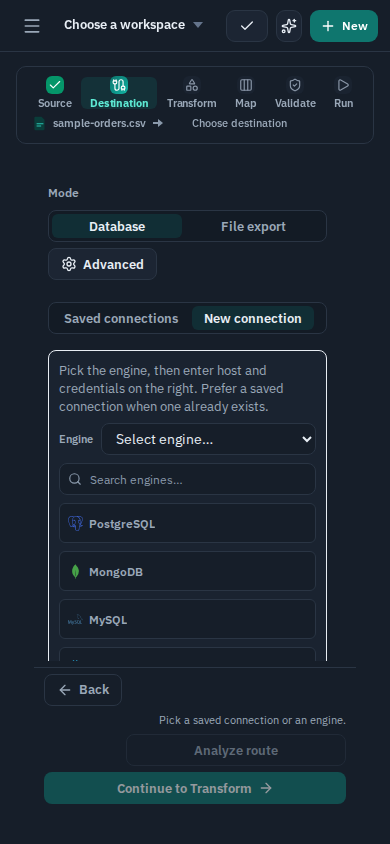 Choose a workspace
New
Source
Destination
Transform
Map
Validate
Run
sample-orders.csv
Choose destination
Mode
Database
File export
Advanced
Saved connections
New connection
Pick the engine, then enter host and
credentials on the right. Prefer a saved
connection when one already exists.
Engine
Select engine...
Search engines...
PostgreSQL
MongoDB
MySQL
Back
Pick a saved connection or an engine.
Analyze route
Continue to Transform